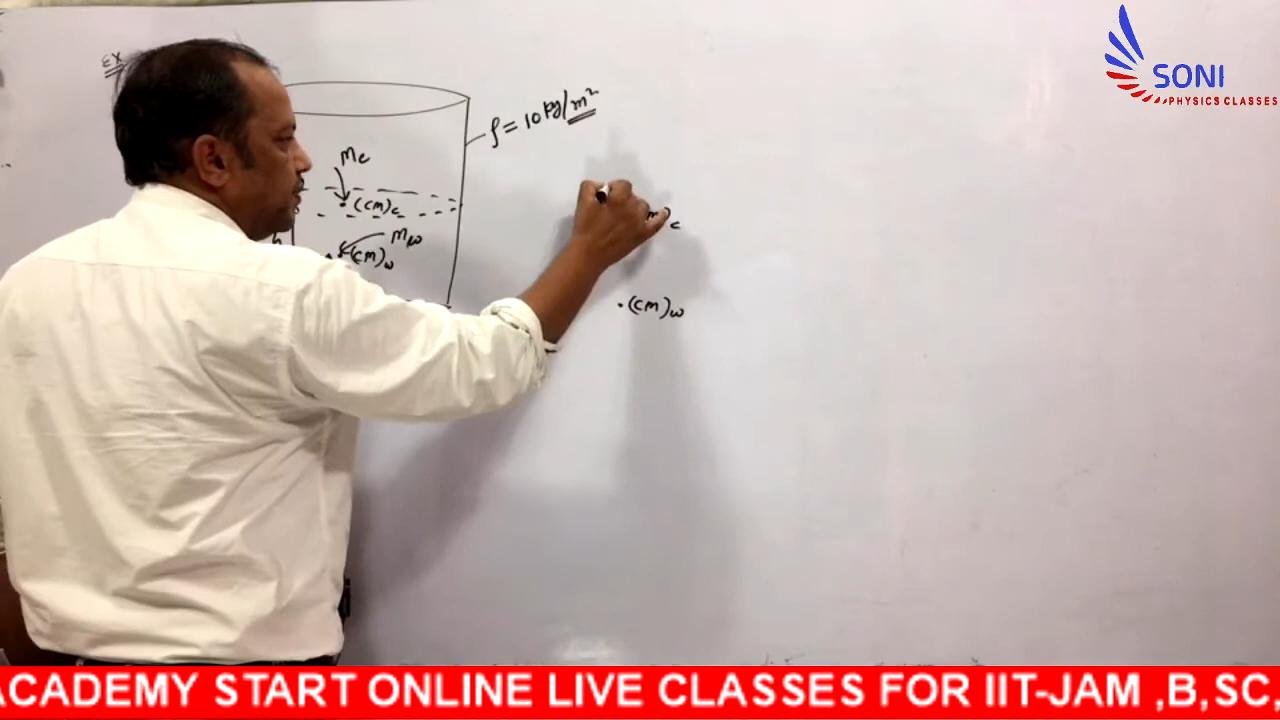 SONI
PHYSICS CLASSES
EX
ρ = 10 kg/m²
Mc
(CM)c
Mw
(CM)w
h
m)c
(CM)w
ACADEMY START ONLINE LIVE CLASSES FOR IIT-JAM ,B,SC,